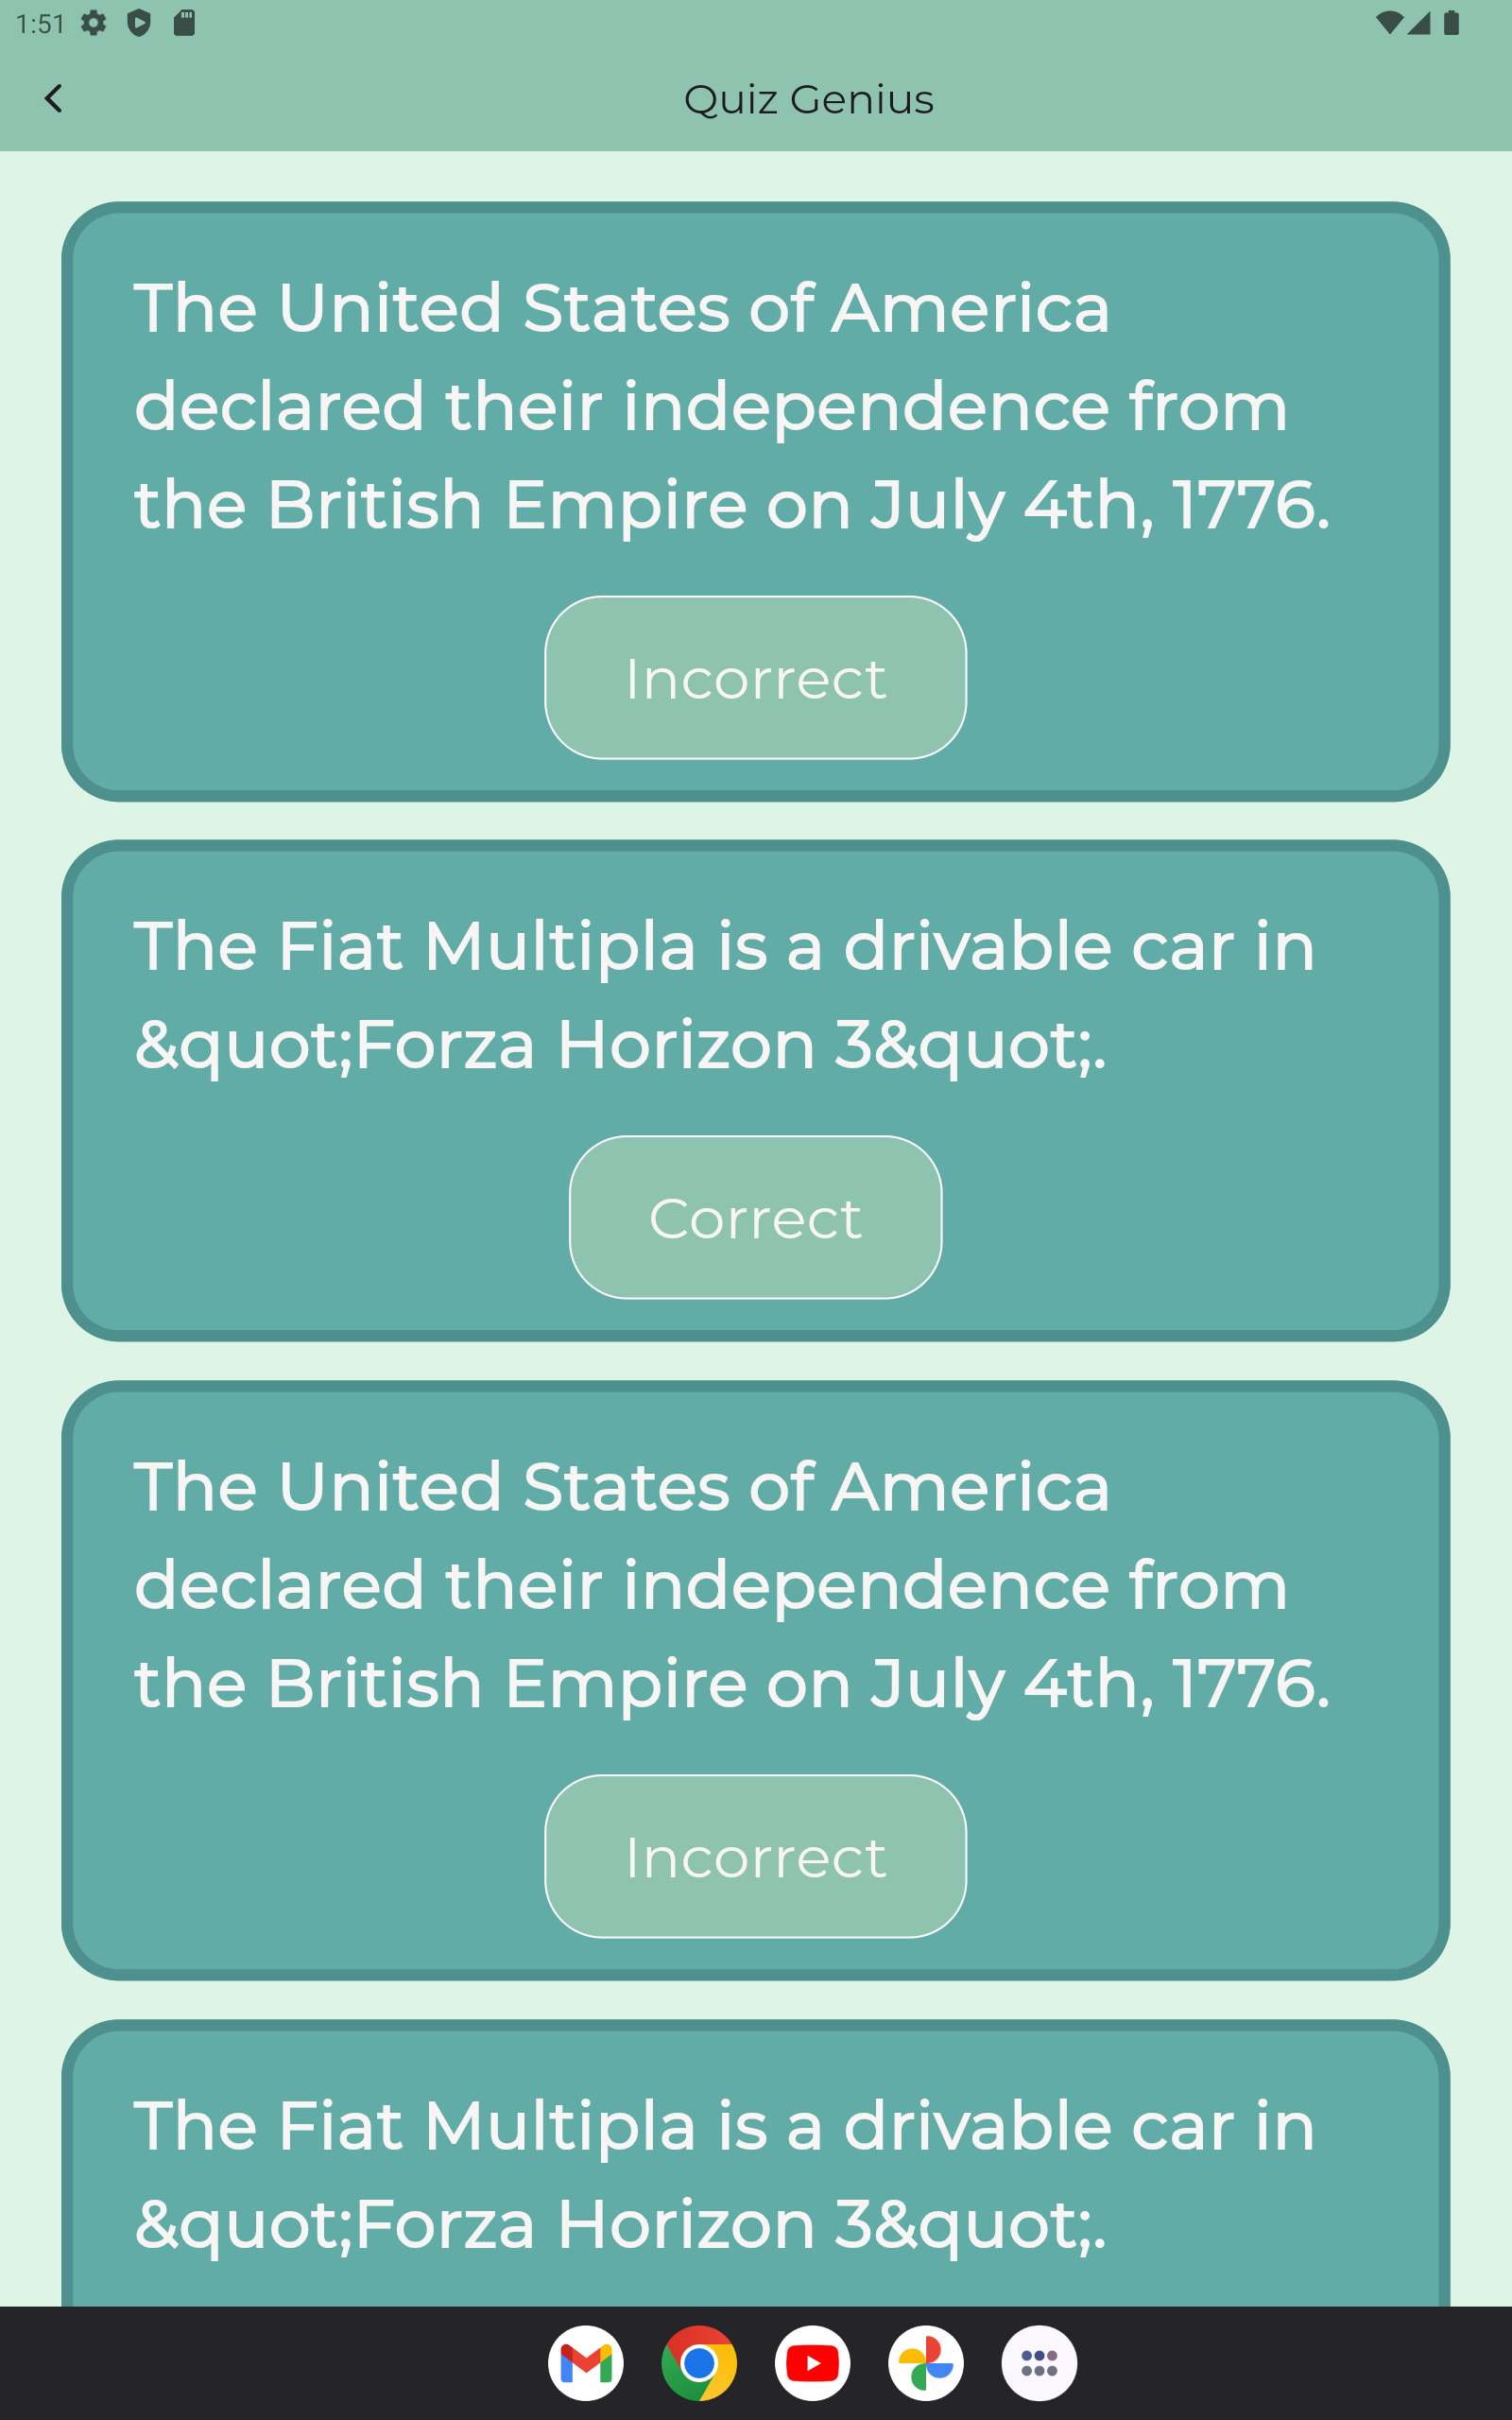 1:51
Quiz Genius
The United States of America
declared their independence from
the British Empire on July 4th, 1776.
Incorrect
The Fiat Multipla is a drivable car in
&quot;Forza Horizon 3&quot;.
Correct
The United States of America
declared their independence from
the British Empire on July 4th, 1776.
Incorrect
The Fiat Multipla is a drivable car in
&quot;Forza Horizon 3&quot;.